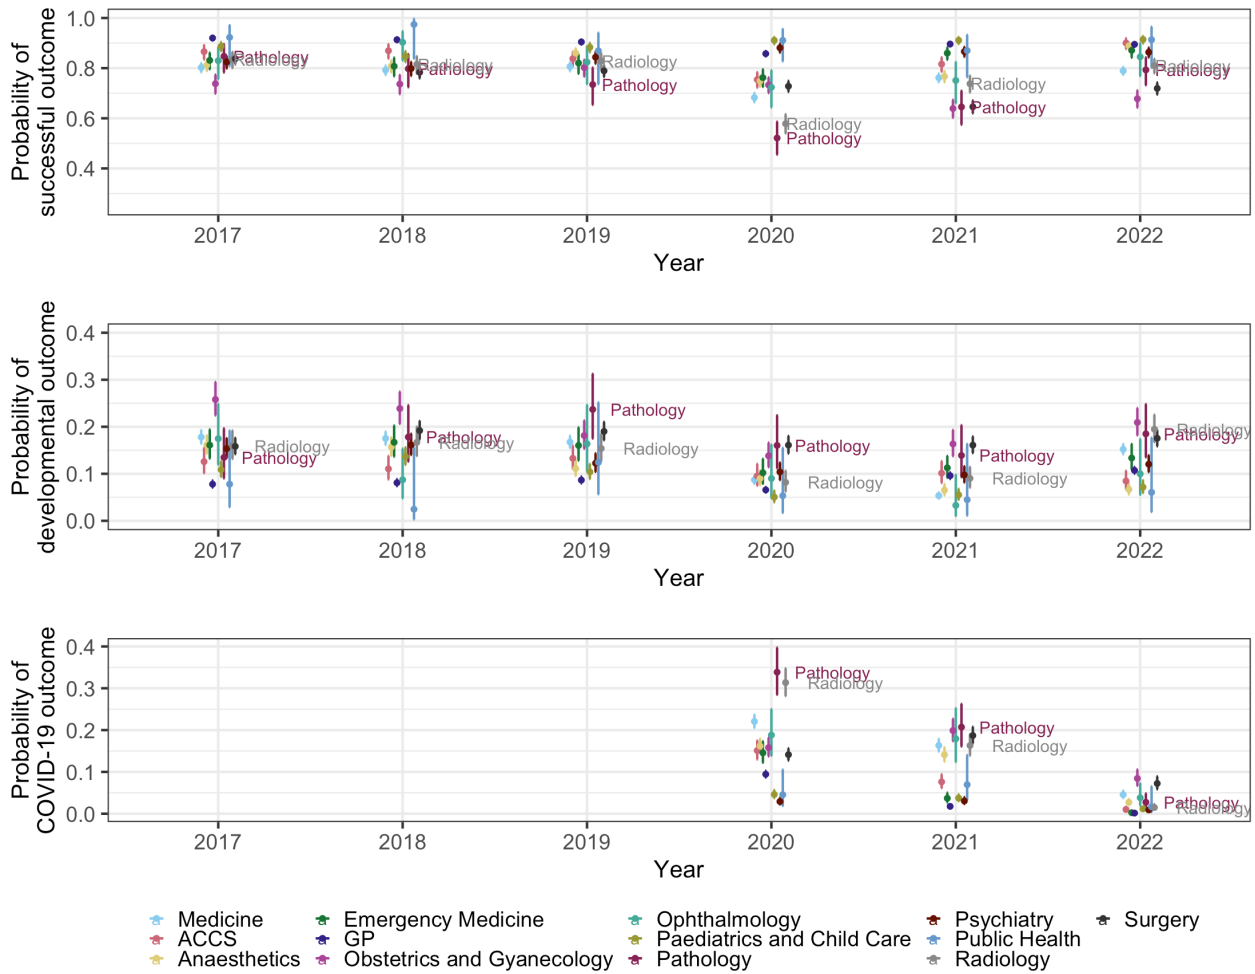 Probability of
successful outcome
1.0
0.8
0.6
0.4
Pathology
Radiology
Radiology
Pathology
Radiology
Pathology
Radiology
Pathology
Radiology
Pathology
Radiology
Pathology
2017 2018 2019 2020 2021 2022
Year
Probability of
developmental outcome
0.4
0.3
0.2
0.1
0.0
Radiology
Pathology
Pathology
Radiology
Pathology
Radiology
Pathology
Radiology
Pathology
Radiology
Radiology
Pathology
2017 2018 2019 2020 2021 2022
Year
Probability of
COVID-19 outcome
0.4
0.3
0.2
0.1
0.0
Pathology
Radiology
Pathology
Radiology
Pathology
Radiology
2017 2018 2019 2020 2021 2022
Year
Medicine Emergency Medicine Ophthalmology Psychiatry Surgery
ACCS GP Paediatrics and Child Care Public Health
Anaesthetics Obstetrics and Gyanecology Pathology Radiology